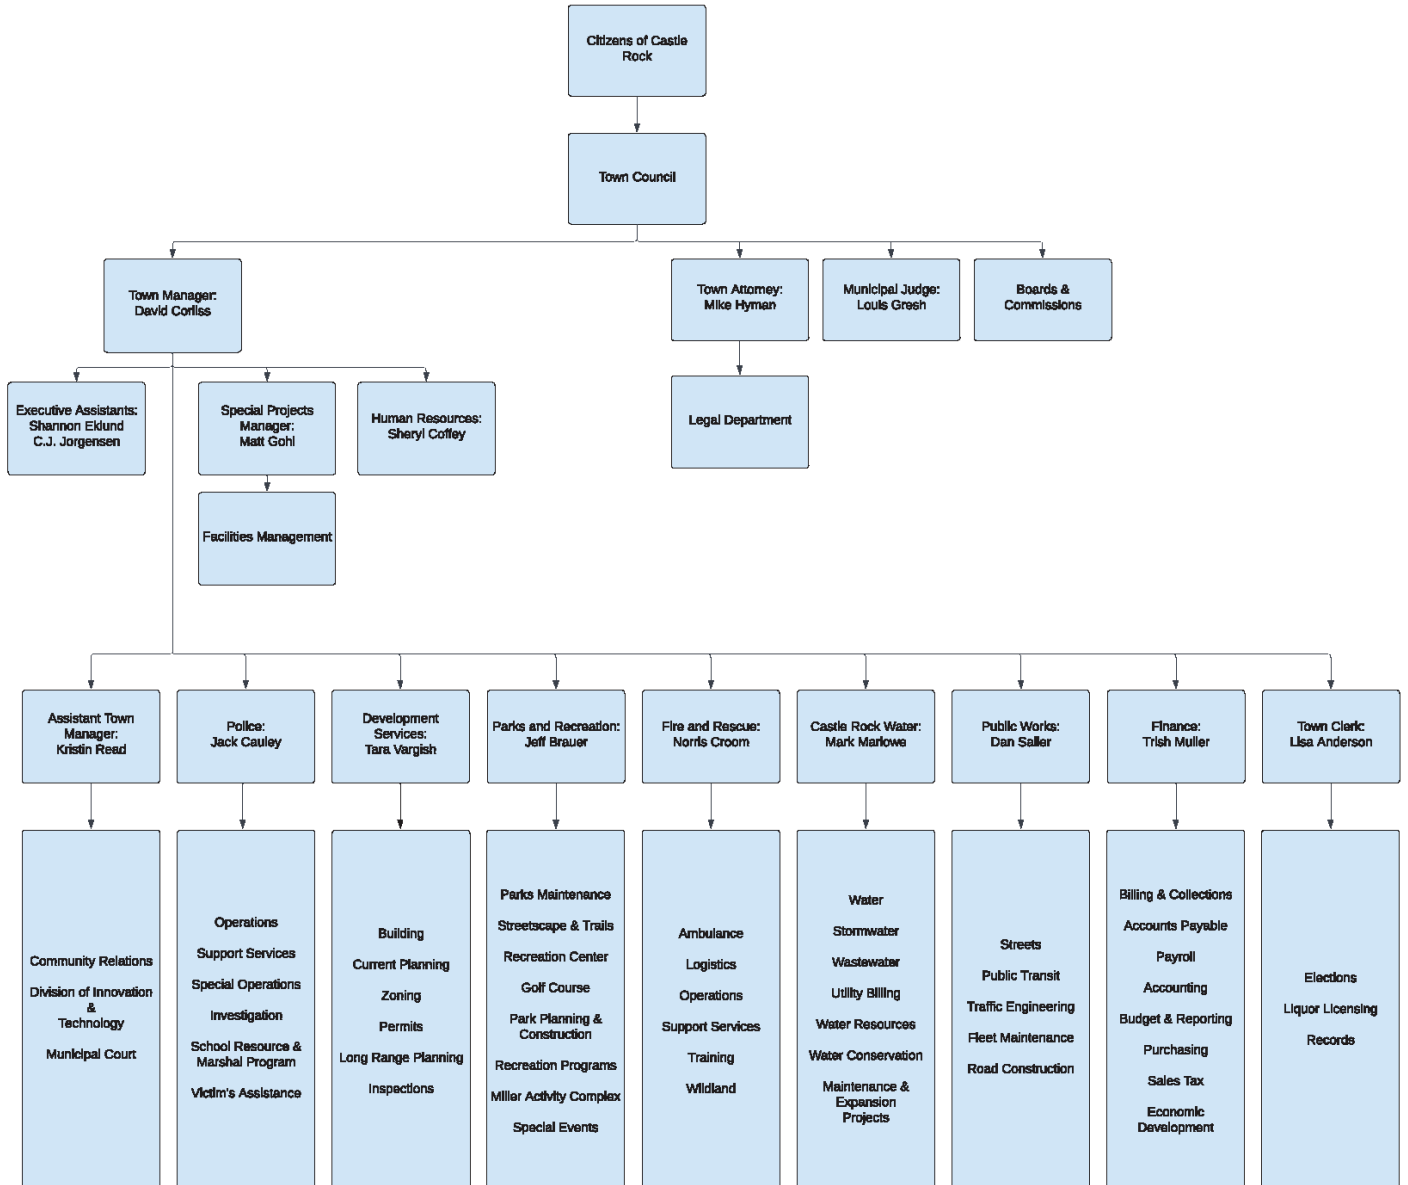 Citizens of Castle
Rock
Town Council
Town Manager:
David Corliss
Town Attorney:
Mike Hyman
Municipal Judge:
Louis Gresh
Boards &
Commissions
Executive Assistants:
Shannon Eklund
C.J. Jorgensen
Special Projects
Manager:
Matt Gohl
Human Resources:
Sheryl Coffey
Legal Department
Facilities Management
Assistant Town
Manager:
Kristin Read
Police:
Jack Cauley
Development
Services:
Tara Vargish
Parks and Recreation:
Jeff Brauer
Fire and Rescue:
Norris Croom
Castle Rock Water:
Mark Marlowe
Public Works:
Dan Sailer
Finance:
Trish Muller
Town Clerk:
Lisa Anderson
Community Relations
Division of Innovation
&
Technology
Municipal Court
Operations
Support Services
Special Operations
Investigation
School Resource &
Marshal Program
Victim's Assistance
Building
Current Planning
Zoning
Permits
Long Range Planning
Inspections
Parks Maintenance
Streetscape & Trails
Recreation Center
Golf Course
Park Planning &
Construction
Recreation Programs
Miller Activity Complex
Special Events
Ambulance
Logistics
Operations
Support Services
Training
Wildland
Water
Stormwater
Wastewater
Utility Billing
Water Resources
Water Conservation
Maintenance &
Expansion
Projects
Streets
Public Transit
Traffic Engineering
Fleet Maintenance
Road Construction
Billing & Collections
Accounts Payable
Payroll
Accounting
Budget & Reporting
Purchasing
Sales Tax
Economic
Development
Elections
Liquor Licensing
Records